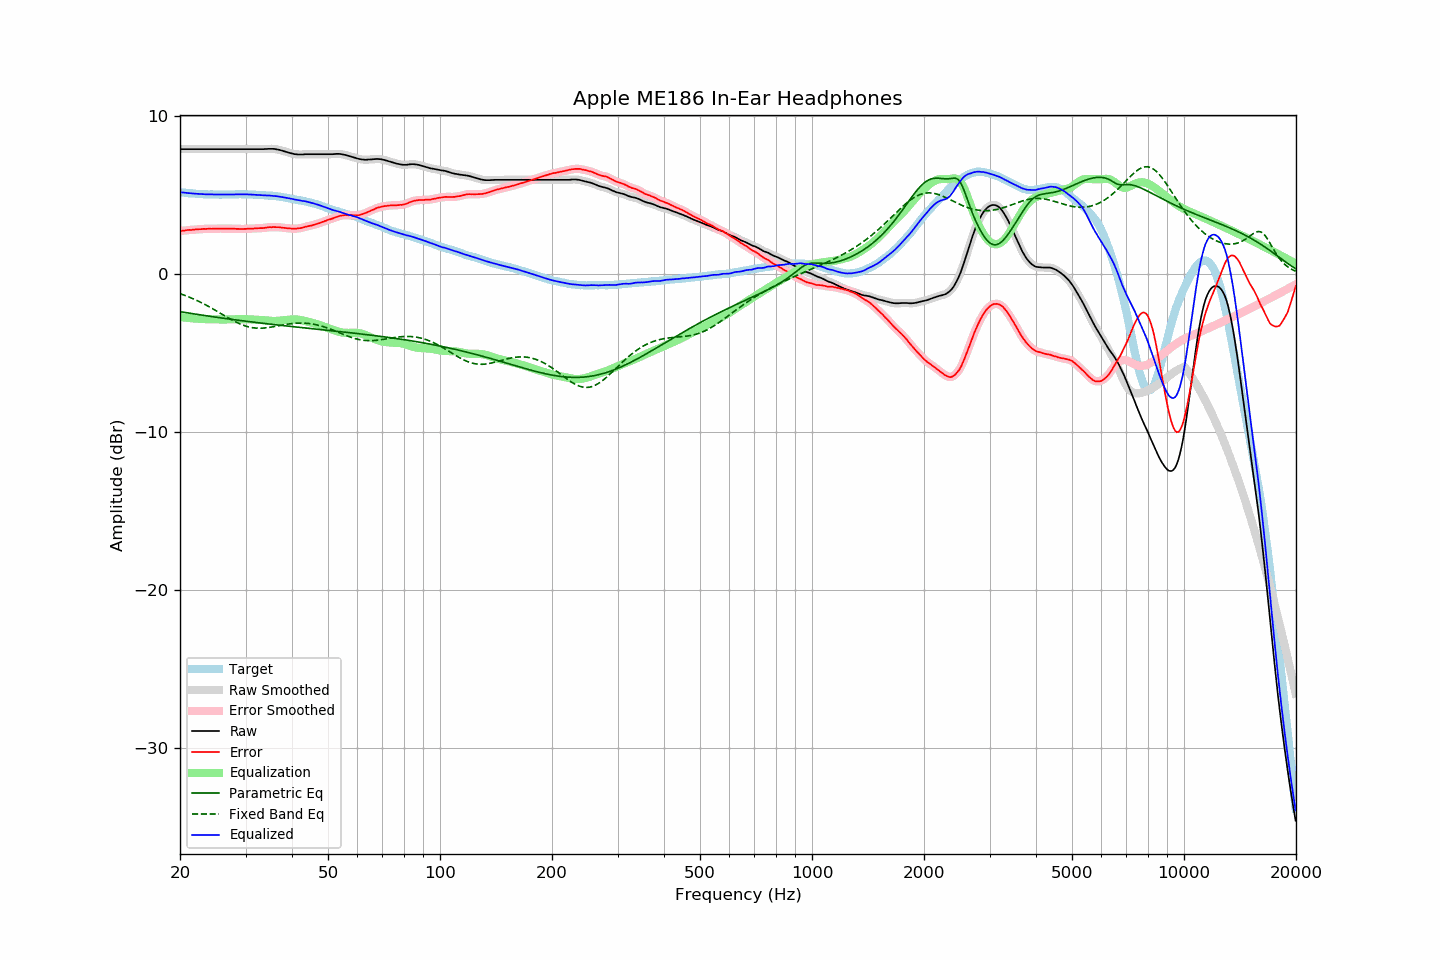 Apple ME186 In-Ear Headphones
10
0
−10
−20
−30
Amplitude (dBr)
Target
Raw Smoothed
Error Smoothed
Raw
Error
Equalization
Parametric Eq
Fixed Band Eq
Equalized
20
50
100
200
500
1000
2000
5000
10000
20000
Frequency (Hz)